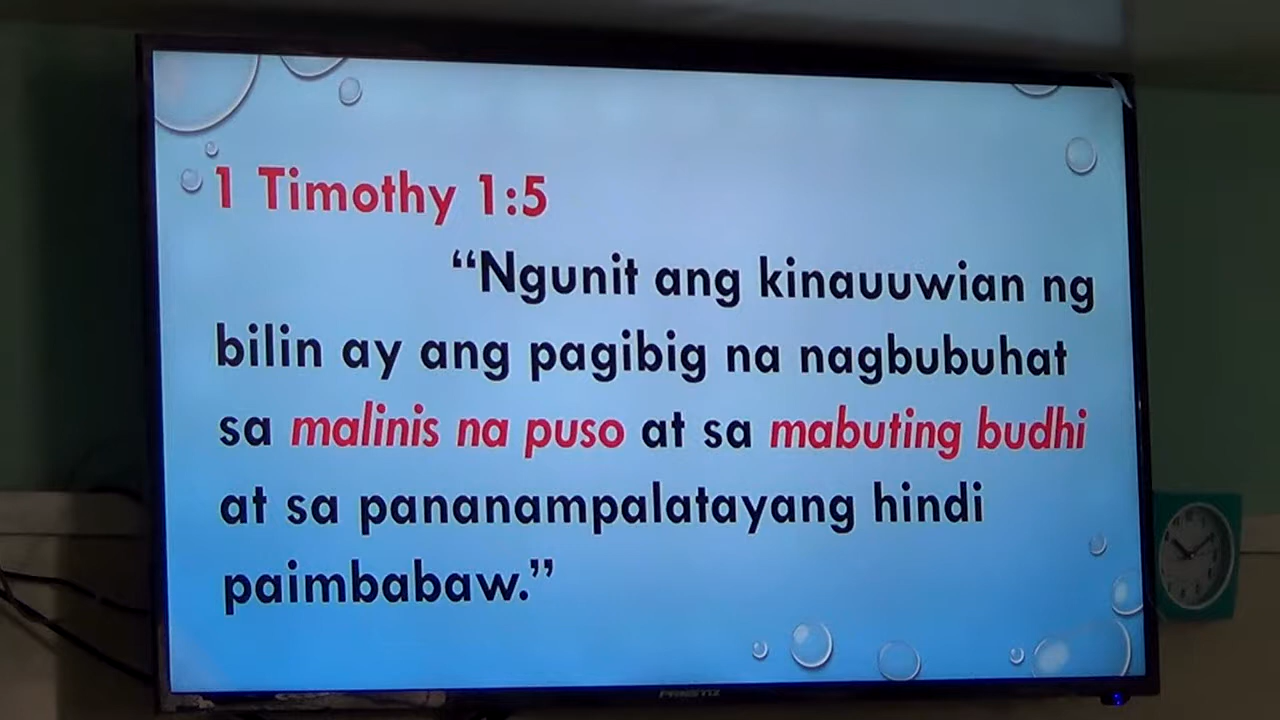 1 Timothy 1:5
“Ngunit ang kinauuwian ng
bilin ay ang pagibig na nagbubuhat
sa malinis na puso at sa mabuting budhi
at sa pananampalatayang hindi
paimbabaw.”